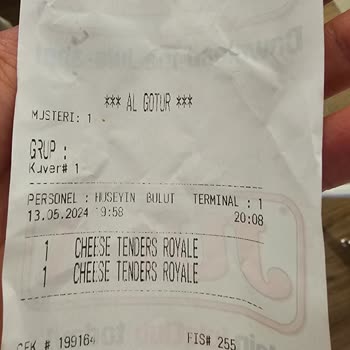 *** AL GOTUR ***
MUSTERI: 1
GRUP :
Kuver# 1
PERSONEL : HUSEYIN BULUT TERMINAL : 1
13.05.2024 19:58 20:08
1 CHEESE TENDERS ROYALE
1 CHEESE TENDERS ROYALE
CEK # 199164 FIS# 255